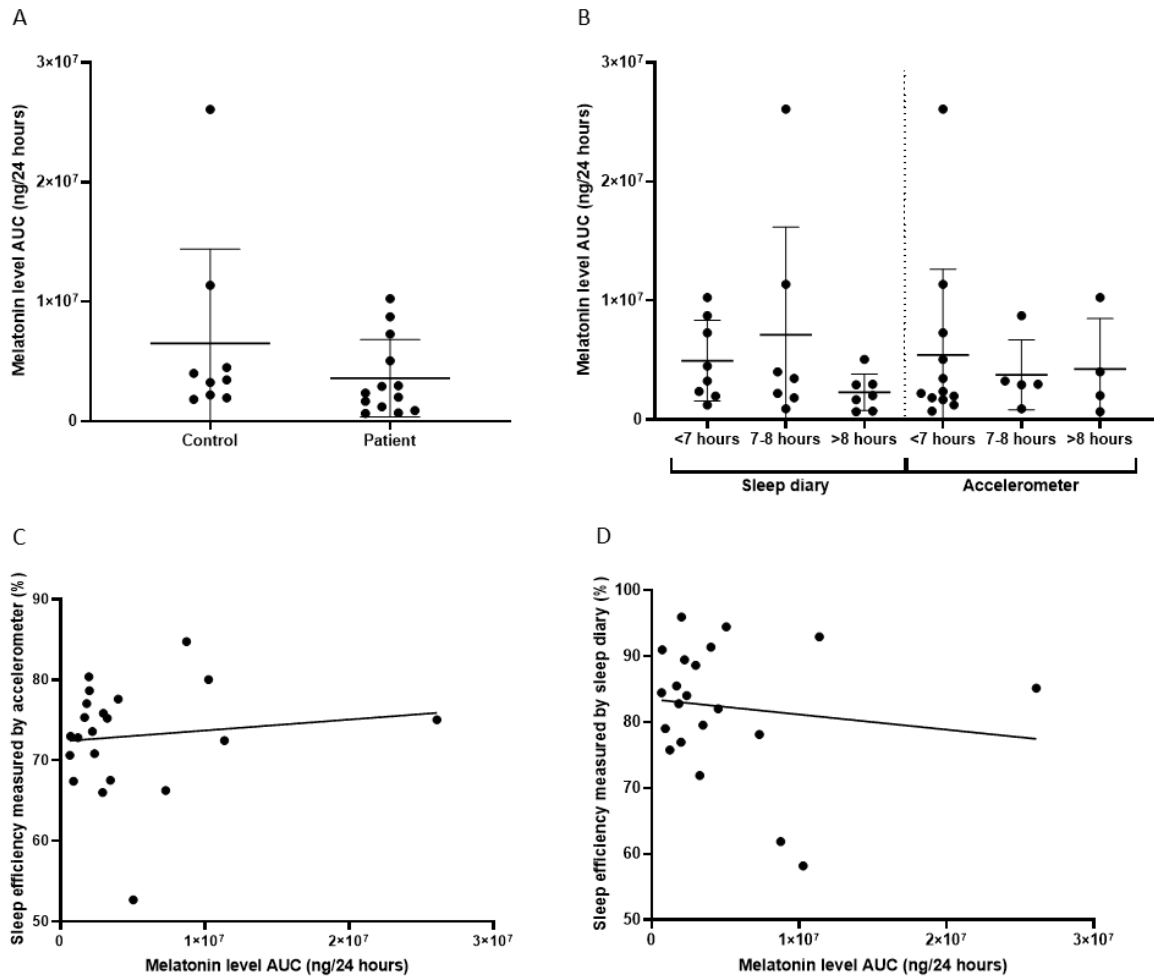 A
Melatonin level AUC (ng/24 hours)
3×10⁷
2×10⁷
1×10⁷
0
Control Patient
B
Melatonin level AUC (ng/24 hours)
3×10⁷
2×10⁷
1×10⁷
0
<7 hours 7-8 hours >8 hours <7 hours 7-8 hours >8 hours
Sleep diary Accelerometer
C
Sleep efficiency measured by accelerometer (%)
90
80
70
60
50
0 1×10⁷ 2×10⁷ 3×10⁷
Melatonin level AUC (ng/24 hours)
D
Sleep efficiency measured by sleep diary (%)
100
90
80
70
60
50
0 1×10⁷ 2×10⁷ 3×10⁷
Melatonin level AUC (ng/24 hours)